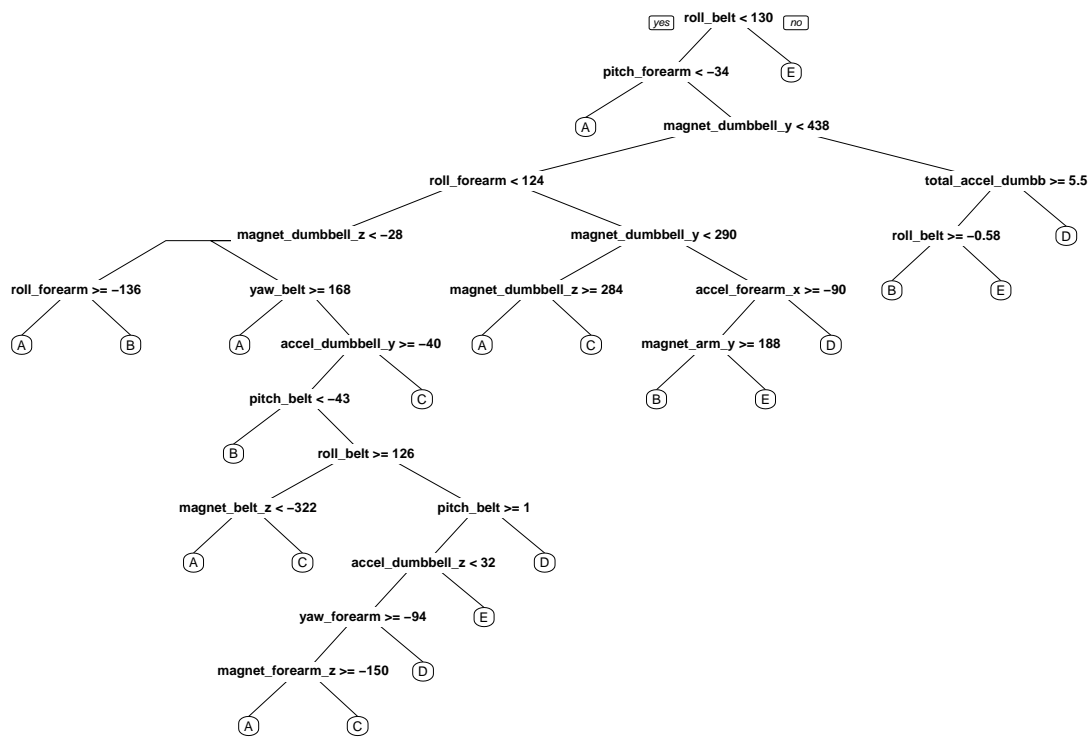 yes roll_belt < 130 no
pitch_forearm < −34 E
A magnet_dumbbell_y < 438
roll_forearm < 124 total_accel_dumbb >= 5.5
magnet_dumbbell_z < −28 magnet_dumbbell_y < 290 roll_belt >= −0.58 D
roll_forearm >= −136 yaw_belt >= 168 magnet_dumbbell_z >= 284 accel_forearm_x >= −90 B E
A B A accel_dumbbell_y >= −40 A C magnet_arm_y >= 188 D
pitch_belt < −43 C B E
B roll_belt >= 126
magnet_belt_z < −322 pitch_belt >= 1
A C accel_dumbbell_z < 32 D
yaw_forearm >= −94 E
magnet_forearm_z >= −150 D
A C